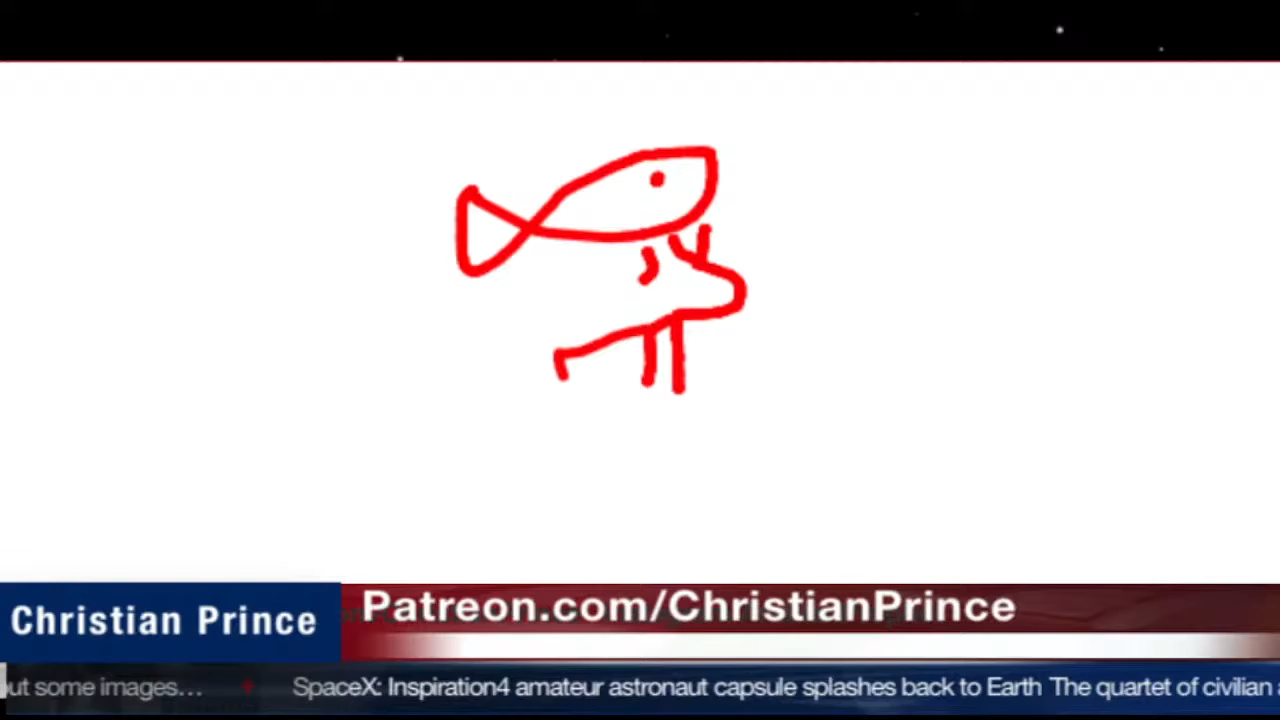 Christian Prince
Patreon.com/ChristianPrince
out some images... SpaceX: Inspiration4 amateur astronaut capsule splashes back to Earth The quartet of civilian